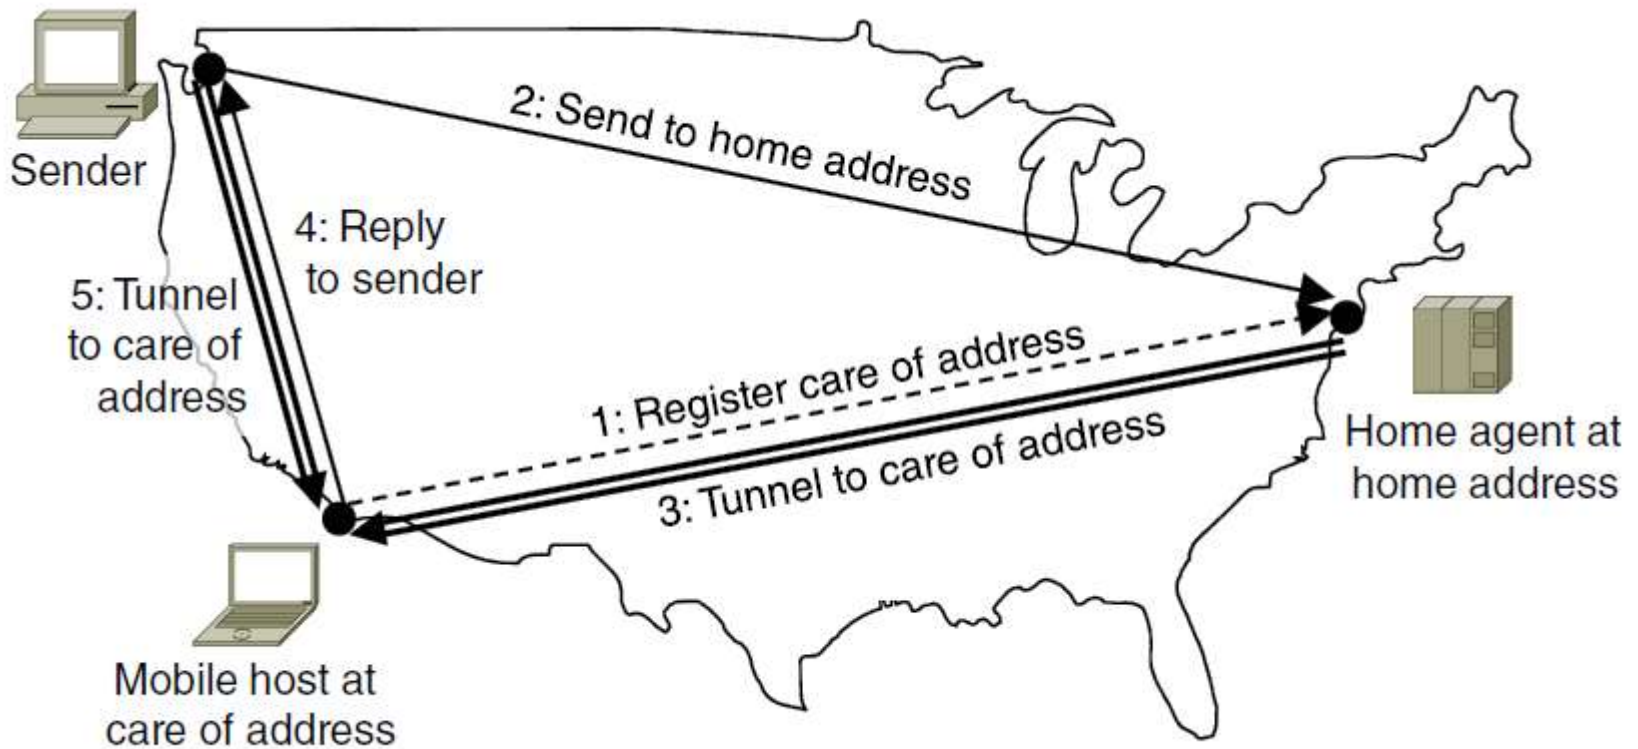 Sender
2: Send to home address
4: Reply
to sender
5: Tunnel
to care of
address
1: Register care of address
3: Tunnel to care of address
Home agent at
home address
Mobile host at
care of address